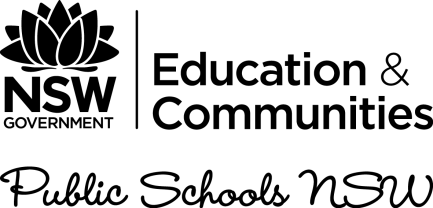 NSW
GOVERNMENT
Education &
Communities
Public Schools NSW